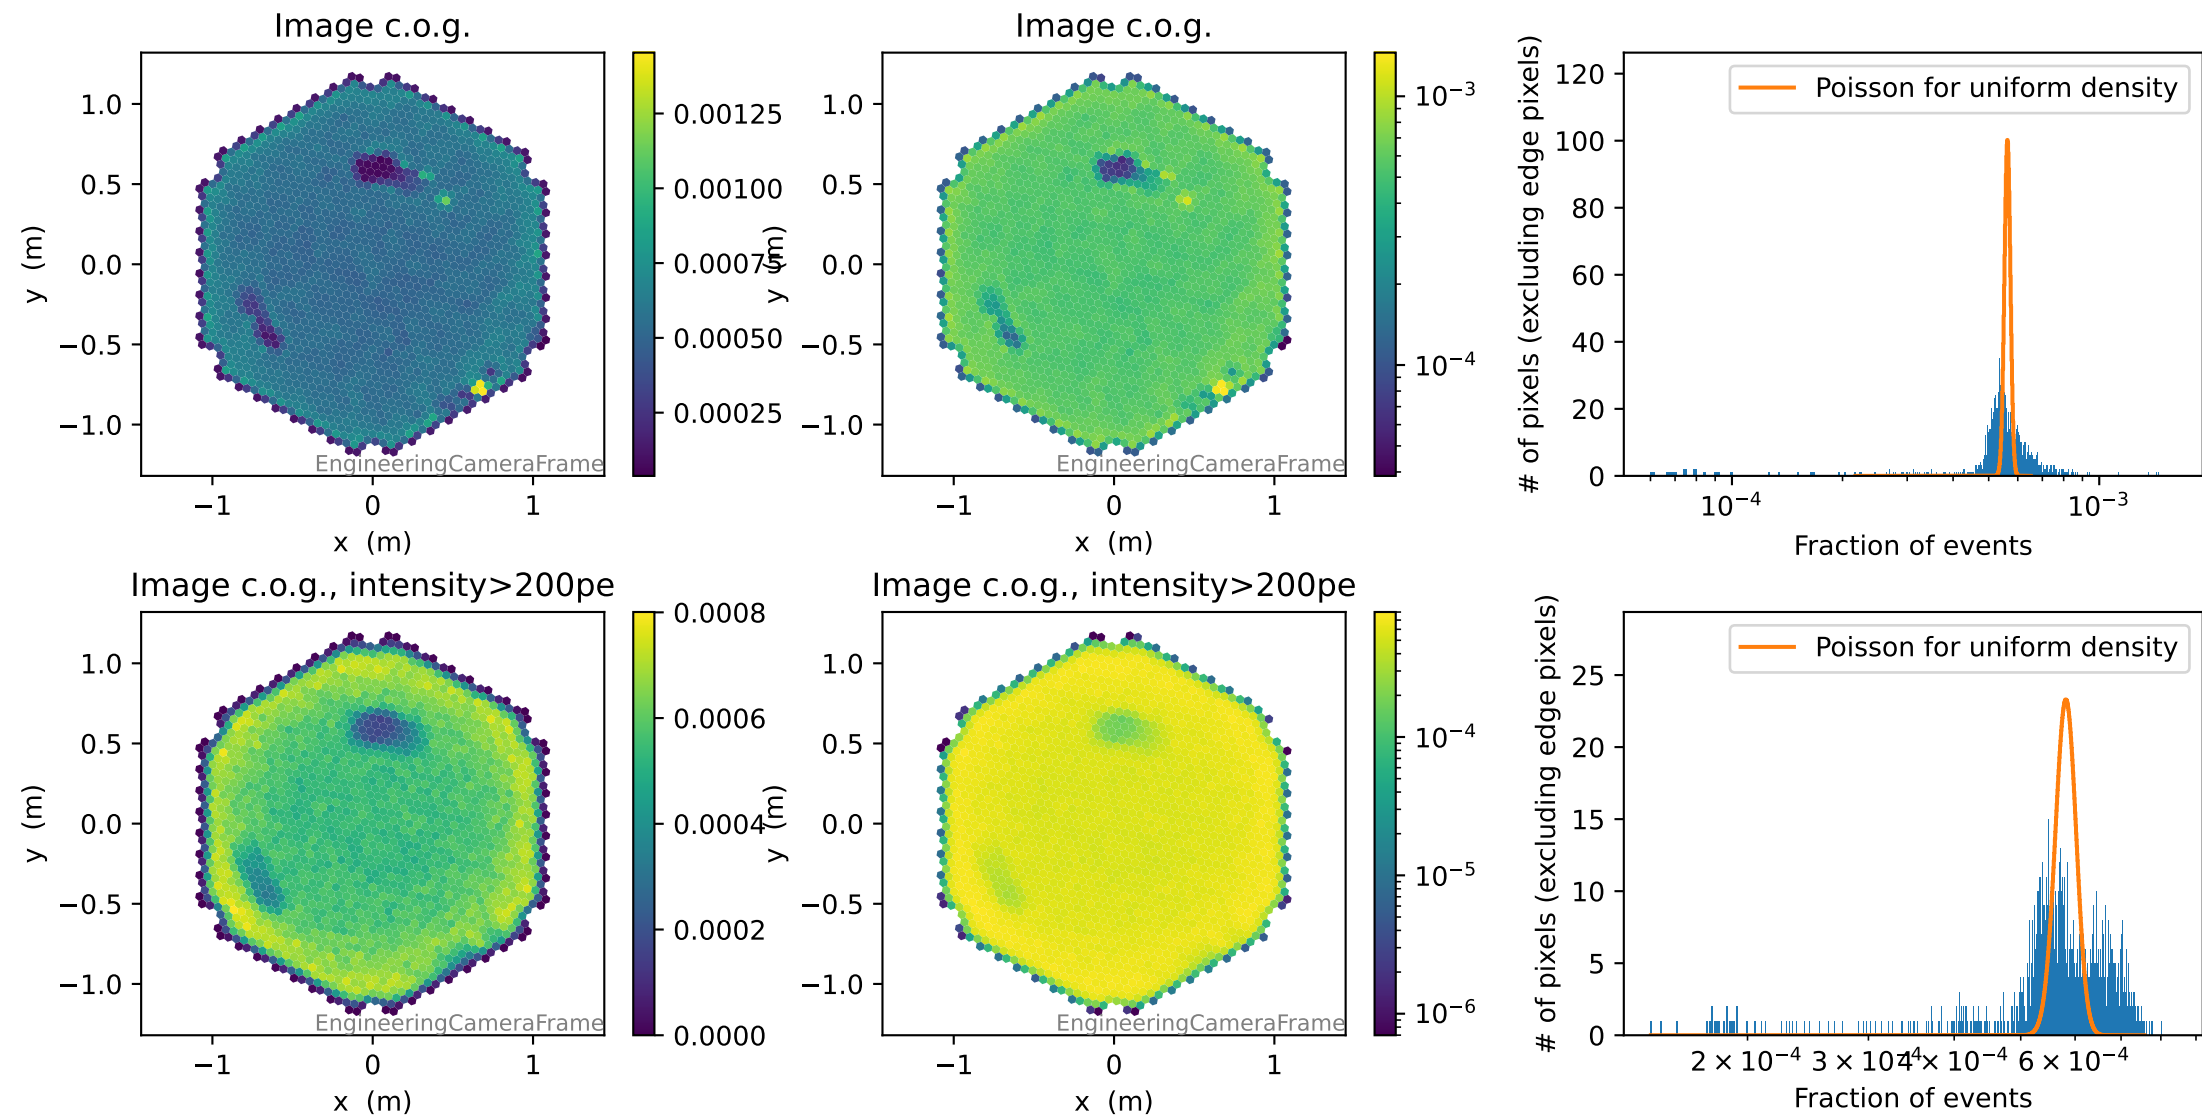 Image c.o.g.
1.0
0.5
0.0
−0.5
−1.0
y (m)
−1
0
1
x (m)
EngineeringCameraFrame
0.00125
0.00100
0.00075
0.00050
0.00025
Image c.o.g.
1.0
0.5
0.0
−0.5
−1.0
y (m)
−1
0
1
x (m)
EngineeringCameraFrame
10⁻³
10⁻⁴
120
100
80
60
40
20
0
# of pixels (excluding edge pixels)
Poisson for uniform density
10⁻⁴
10⁻³
Fraction of events
Image c.o.g., intensity>200pe
1.0
0.5
0.0
−0.5
−1.0
y (m)
−1
0
1
x (m)
EngineeringCameraFrame
0.0008
0.0006
0.0004
0.0002
0.0000
Image c.o.g., intensity>200pe
1.0
0.5
0.0
−0.5
−1.0
y (m)
−1
0
1
x (m)
EngineeringCameraFrame
10⁻⁴
10⁻⁵
10⁻⁶
25
20
15
10
5
0
# of pixels (excluding edge pixels)
Poisson for uniform density
2 × 10⁻⁴
3 × 10⁻⁴
4 × 10⁻⁴
6 × 10⁻⁴
Fraction of events